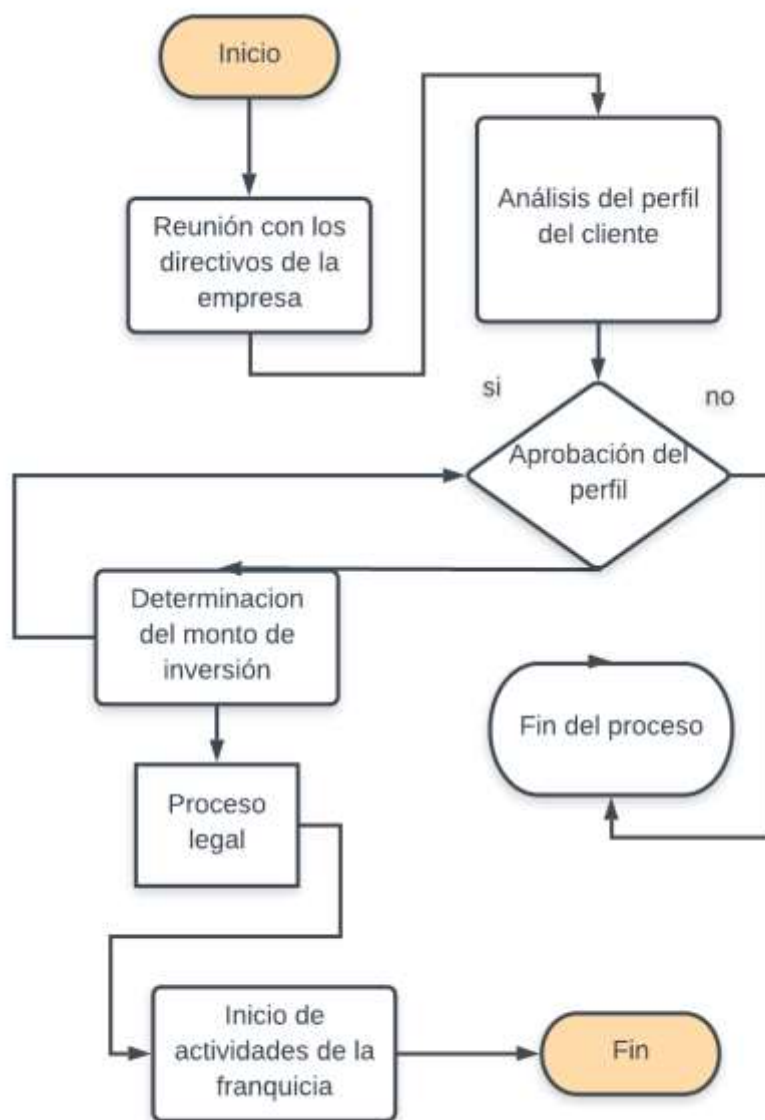 Inicio
Reunión con los
directivos de la
empresa
Análisis del perfil
del cliente
si
no
Aprobación del
perfil
Determinacion
del monto de
inversión
Fin del proceso
Proceso
legal
Inicio de
actividades de la
franquicia
Fin